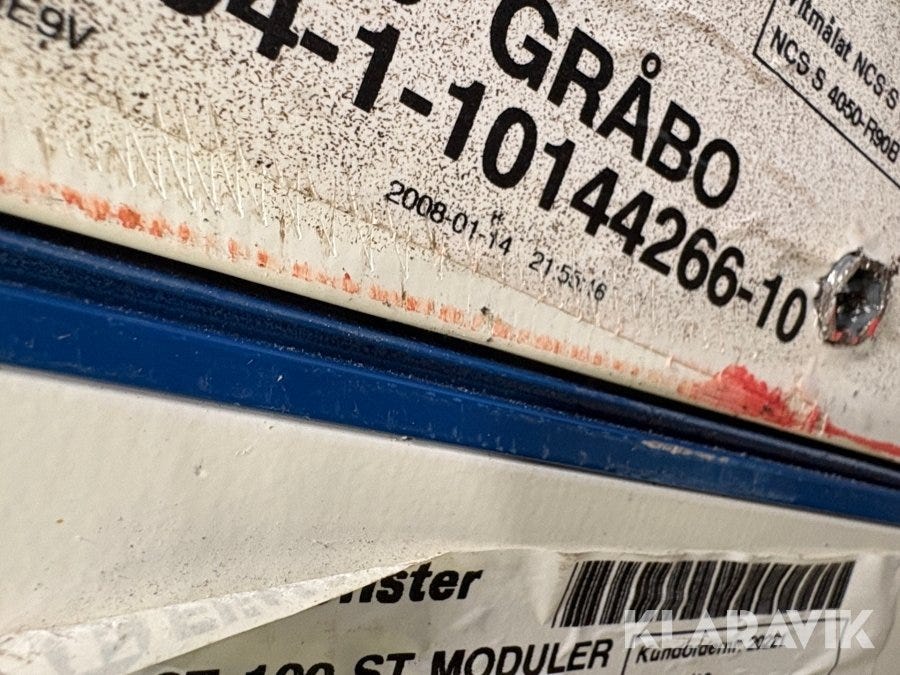 E9V
GRÅBO
Vitmålat NCS S
NCS S 4050-R90B
4-1-10144266-10
2008-01-14 21:55:16
nster
ST MODULER
Kundordernr:
KLARAVIK